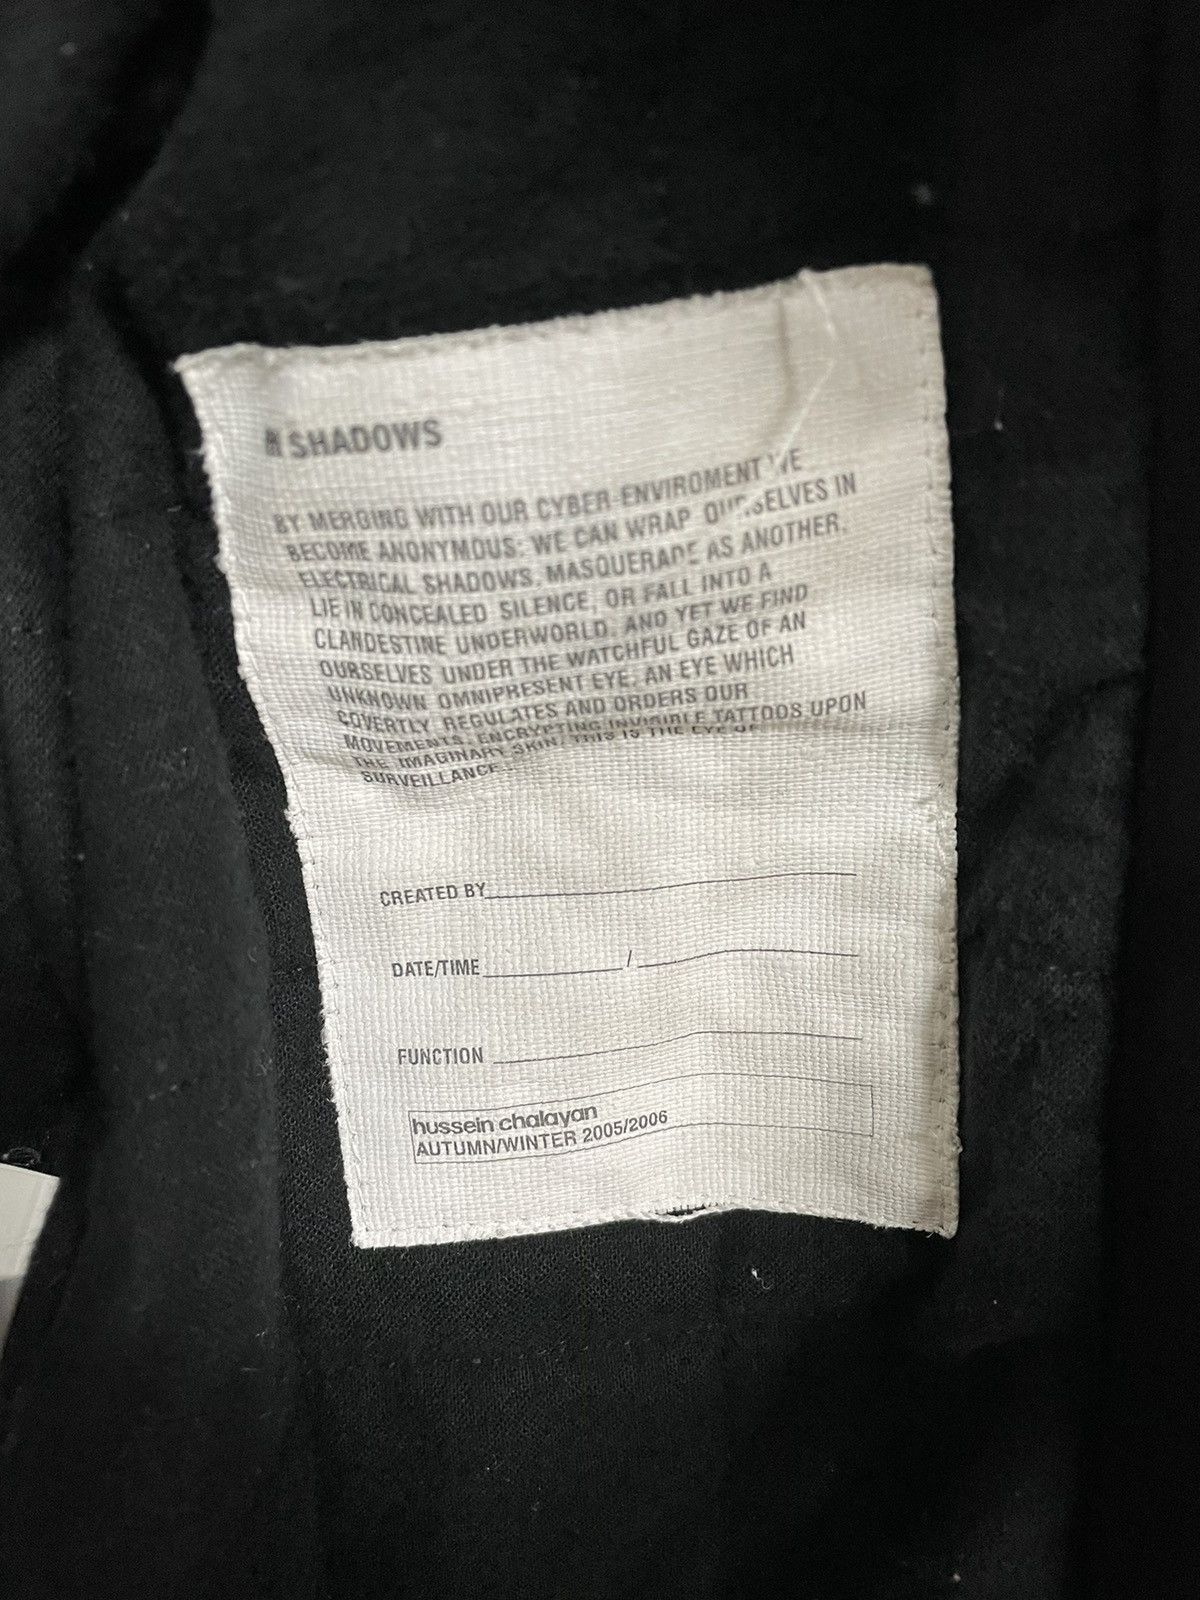 IN SHADOWS
BY MERGING WITH OUR CYBER-ENVIROMENT WE
BECOME ANONYMOUS: WE CAN WRAP OURSELVES IN
ELECTRICAL SHADOWS, MASQUERADE AS ANOTHER,
LIE IN CONCEALED SILENCE, OR FALL INTO A
CLANDESTINE UNDERWORLD. AND YET WE FIND
OURSELVES UNDER THE WATCHFUL GAZE OF AN
UNKNOWN OMNIPRESENT EYE. AN EYE WHICH
COVERTLY REGULATES AND ORDERS OUR
MOVEMENTS, ENCRYPTING INVISIBLE TATTOOS UPON
THE IMAGINARY SKIN. THIS IS THE EYE OF
SURVEILLANCE.
CREATED BY
DATE/TIME /
FUNCTION
hussein chalayan
AUTUMN/WINTER 2005/2006